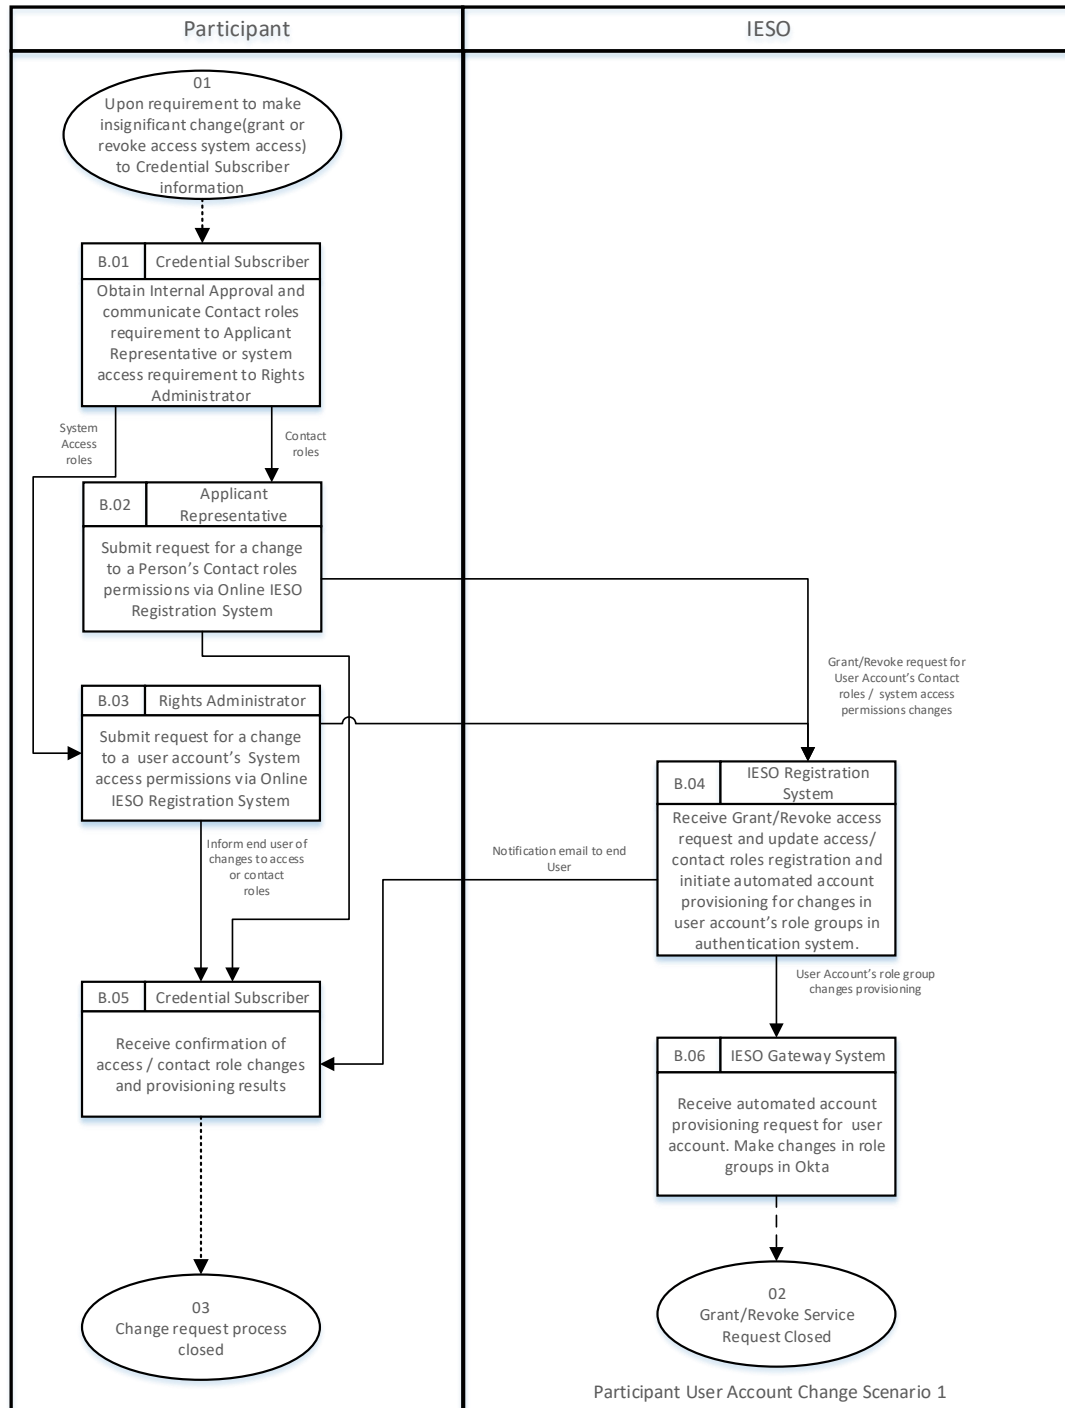 Participant
IESO
01
Upon requirement to make
insignificant change(grant or
revoke access system access)
to Credential Subscriber
information
B.01
Credential Subscriber
Obtain Internal Approval and
communicate Contact roles
requirement to Applicant
Representative or system
access requirement to Rights
Administrator
System
Access
roles
Contact
roles
B.02
Applicant
Representative
Submit request for a change
to a Person's Contact roles
permissions via Online IESO
Registration System
Grant/Revoke request for
User Account's Contact
roles / system access
permissions changes
B.03
Rights Administrator
Submit request for a change
to a user account's System
access permissions via Online
IESO Registration System
B.04
IESO Registration
System
Receive Grant/Revoke access
request and update access/
contact roles registration and
initiate automated account
provisioning for changes in
user account's role groups in
authentication system.
Inform end user of
changes to access
or contact
roles
Notification email to end
User
User Account's role group
changes provisioning
B.05
Credential Subscriber
Receive confirmation of
access / contact role changes
and provisioning results
B.06
IESO Gateway System
Receive automated account
provisioning request for user
account. Make changes in role
groups in Okta
03
Change request process
closed
02
Grant/Revoke Service
Request Closed
Participant User Account Change Scenario 1